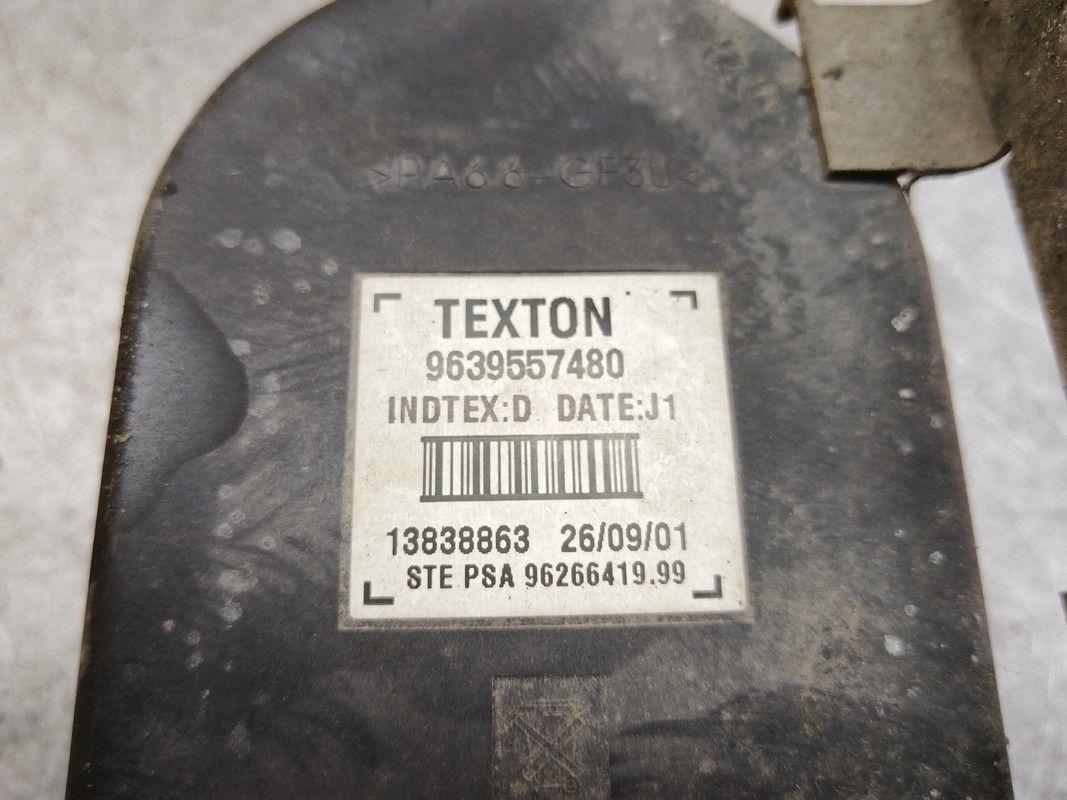 >PA6.6-GF30<
TEXTON
9639557480
INDTEX:D DATE:J1
13838863 26/09/01
STE PSA 96266419.99